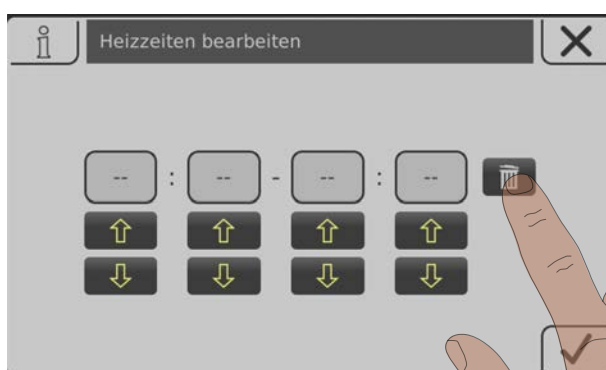 Heizzeiten bearbeiten
-- : -- - -- : --